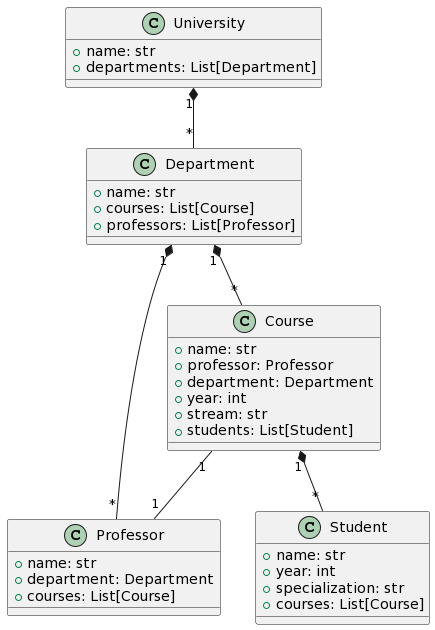 C University
name: str
departments: List[Department]
1
*
C Department
name: str
courses: List[Course]
professors: List[Professor]
1
1
*
C Course
name: str
professor: Professor
department: Department
year: int
stream: str
students: List[Student]
1
1
*
1
*
C Professor
name: str
department: Department
courses: List[Course]
C Student
name: str
year: int
specialization: str
courses: List[Course]